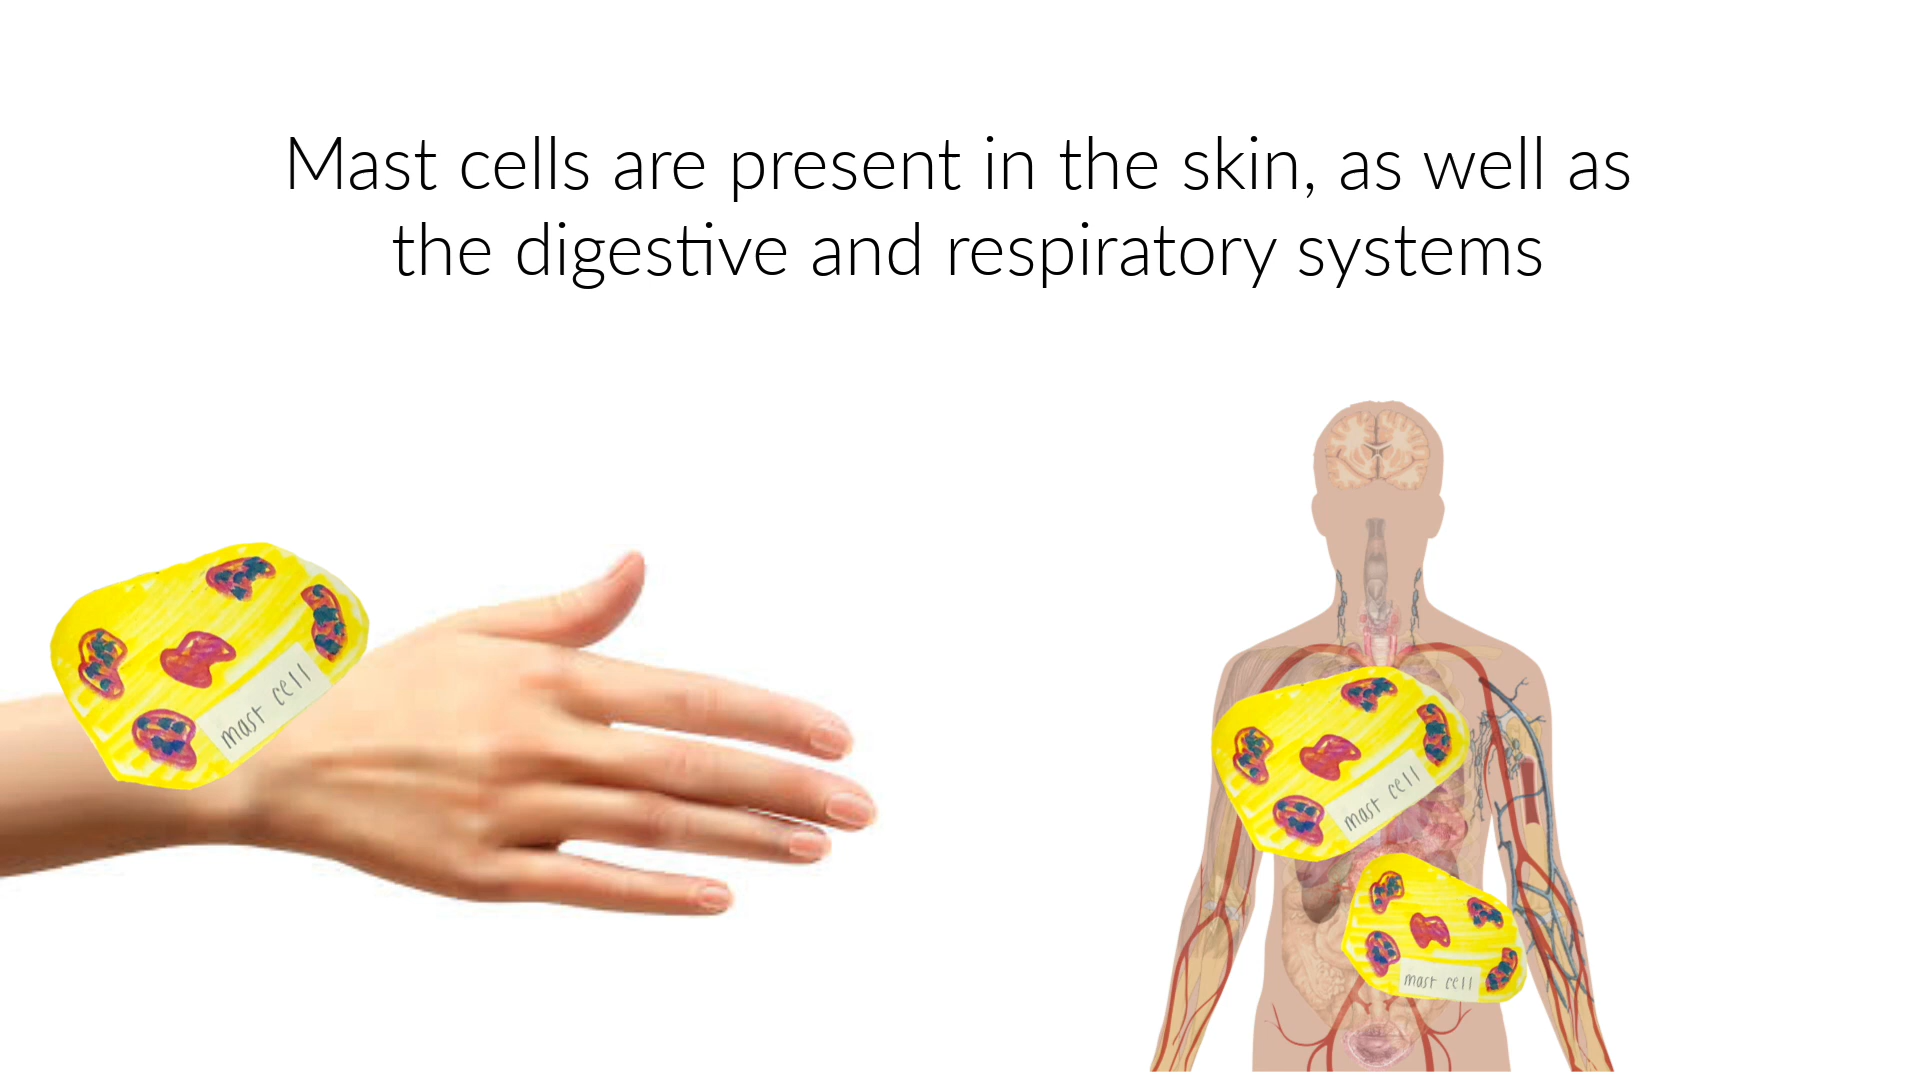 Mast cells are present in the skin, as well as
the digestive and respiratory systems
mast cell
mast cell
mast cell